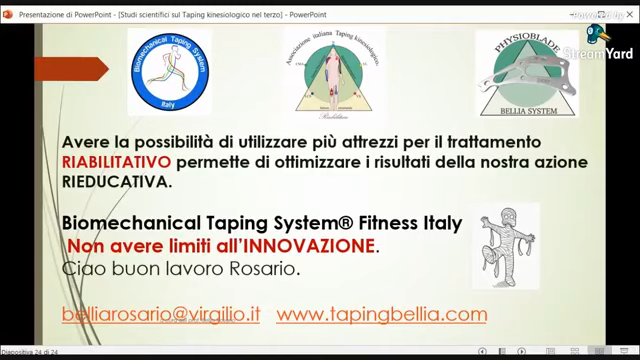 Presentazione di PowerPoint - [Studi scientifici sul Taping kinesiologico nel terzo] - PowerPoint
StreamYard
Biomechanical Taping System
Italy
Associazione italiana Taping kinesiologico
Riabilitivo
PHYSIOBLADE
BELLIA SYSTEM
Avere la possibilità di utilizzare più attrezzi per il trattamento
RIABILITATIVO permette di ottimizzare i risultati della nostra azione
RIEDUCATIVA.
Biomechanical Taping System® Fitness Italy
Non avere limiti all'INNOVAZIONE.
Ciao buon lavoro Rosario.
belliarosario@virgilio.it www.tapingbellia.com
Diapositiva 24 di 24